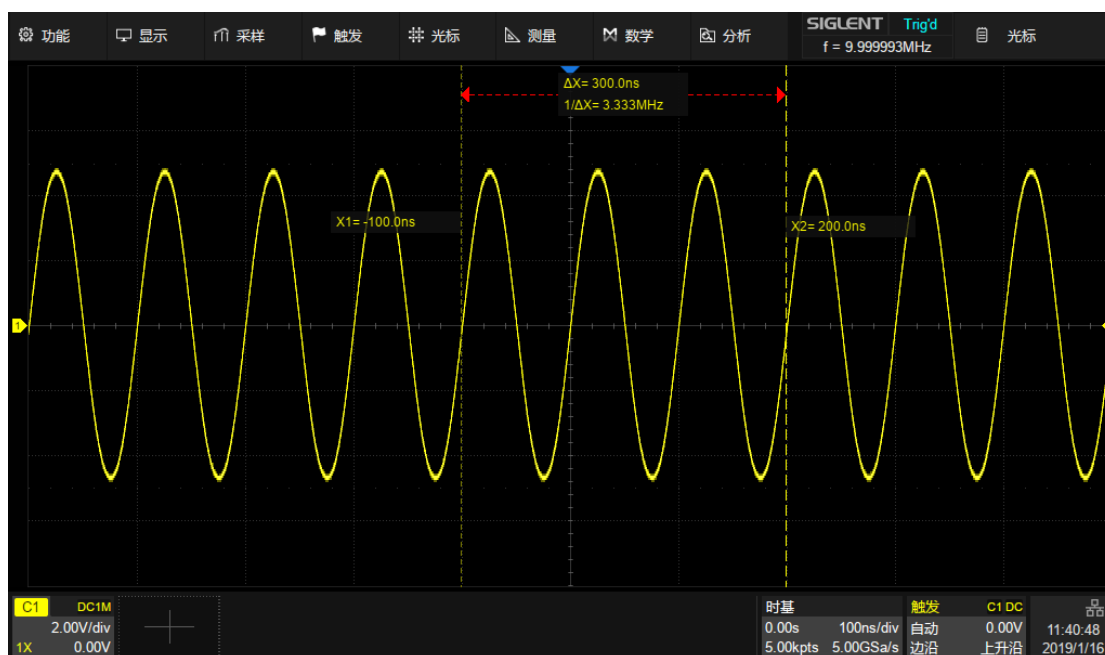 功能 显示 采样 触发 光标 测量 数学 分析 SIGLENT Trig'd 光标
f = 9.999993MHz
ΔX= 300.0ns
1/ΔX= 3.333MHz
X1= -100.0ns
X2= 200.0ns
1
C1 DC1M
2.00V/div
1X 0.00V
时基
0.00s 100ns/div
5.00kpts 5.00GSa/s
触发 C1 DC
自动 0.00V
边沿 上升沿
11:40:48
2019/1/16